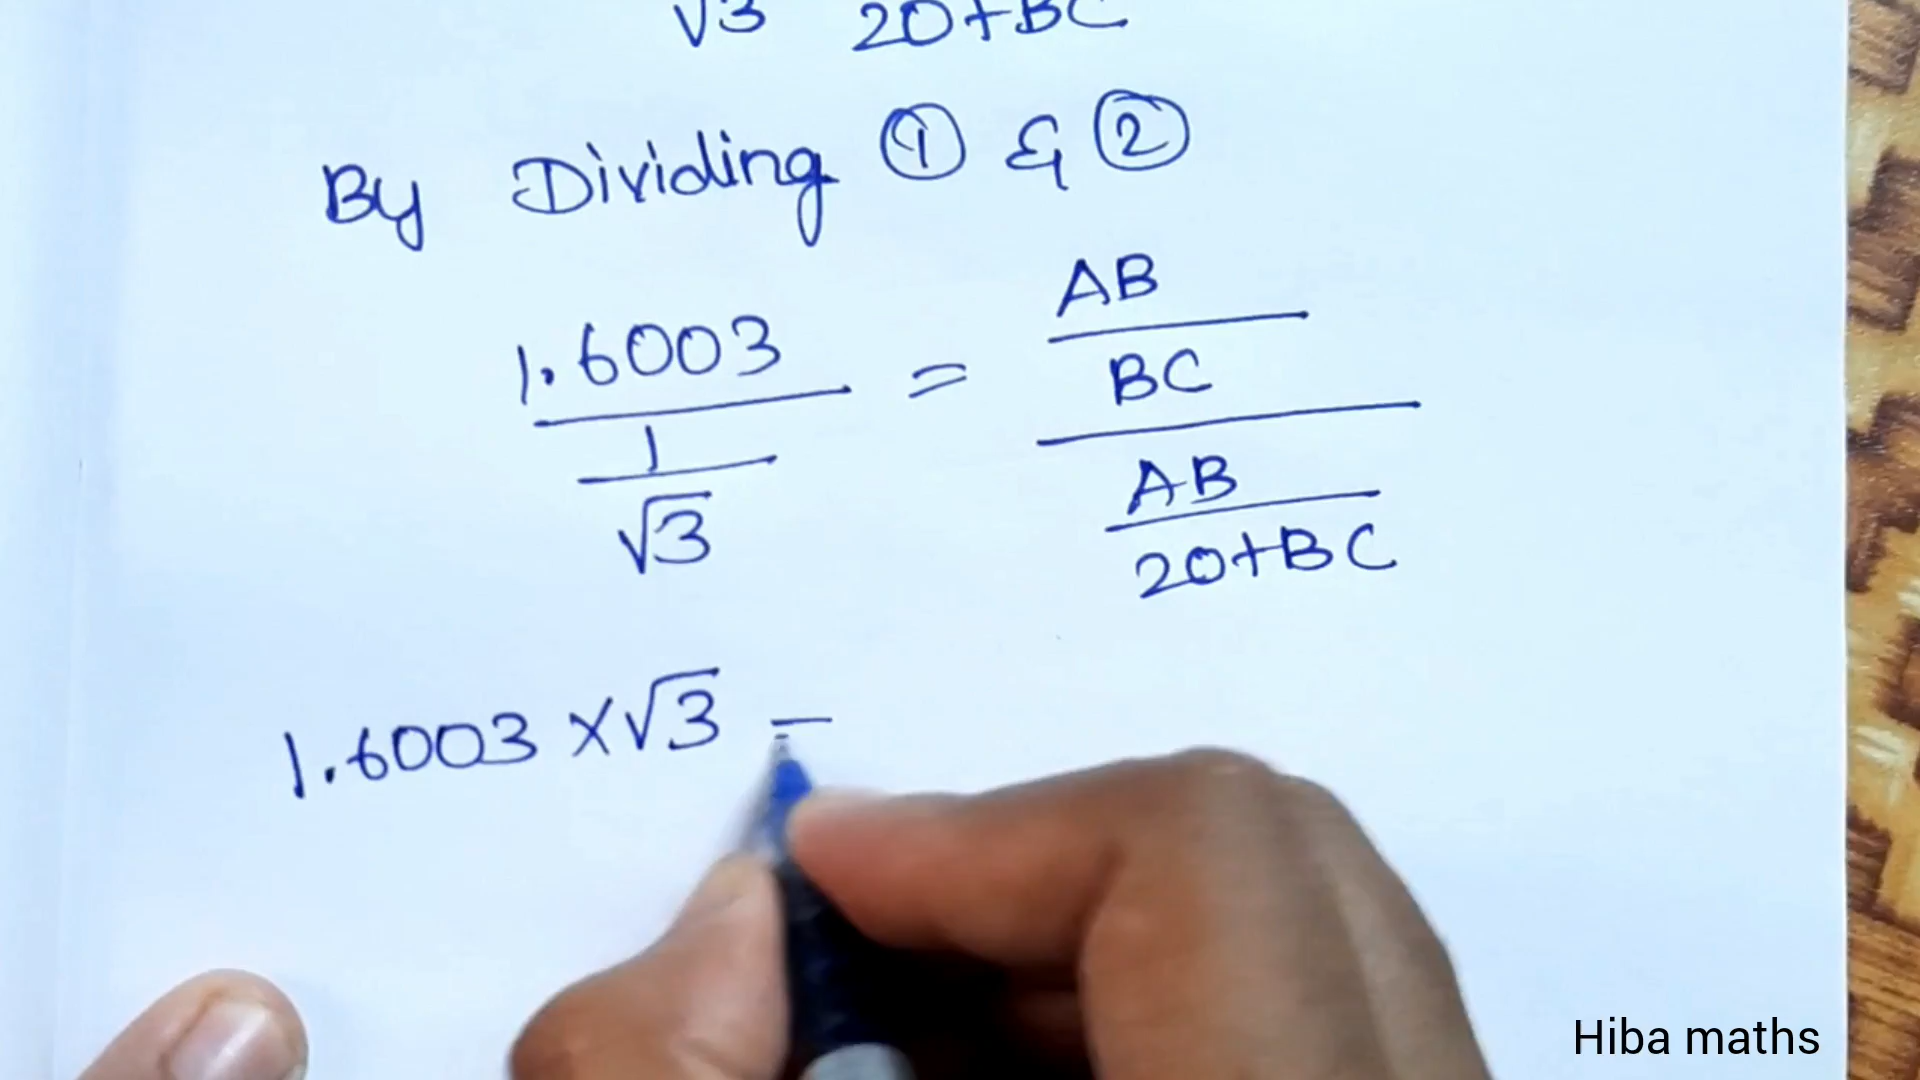 √3 20+BC
By Dividing ① & ②
1.6003 / (1/√3) = (AB/BC) / (AB/(20+BC))
1.6003 × √3 =
Hiba maths